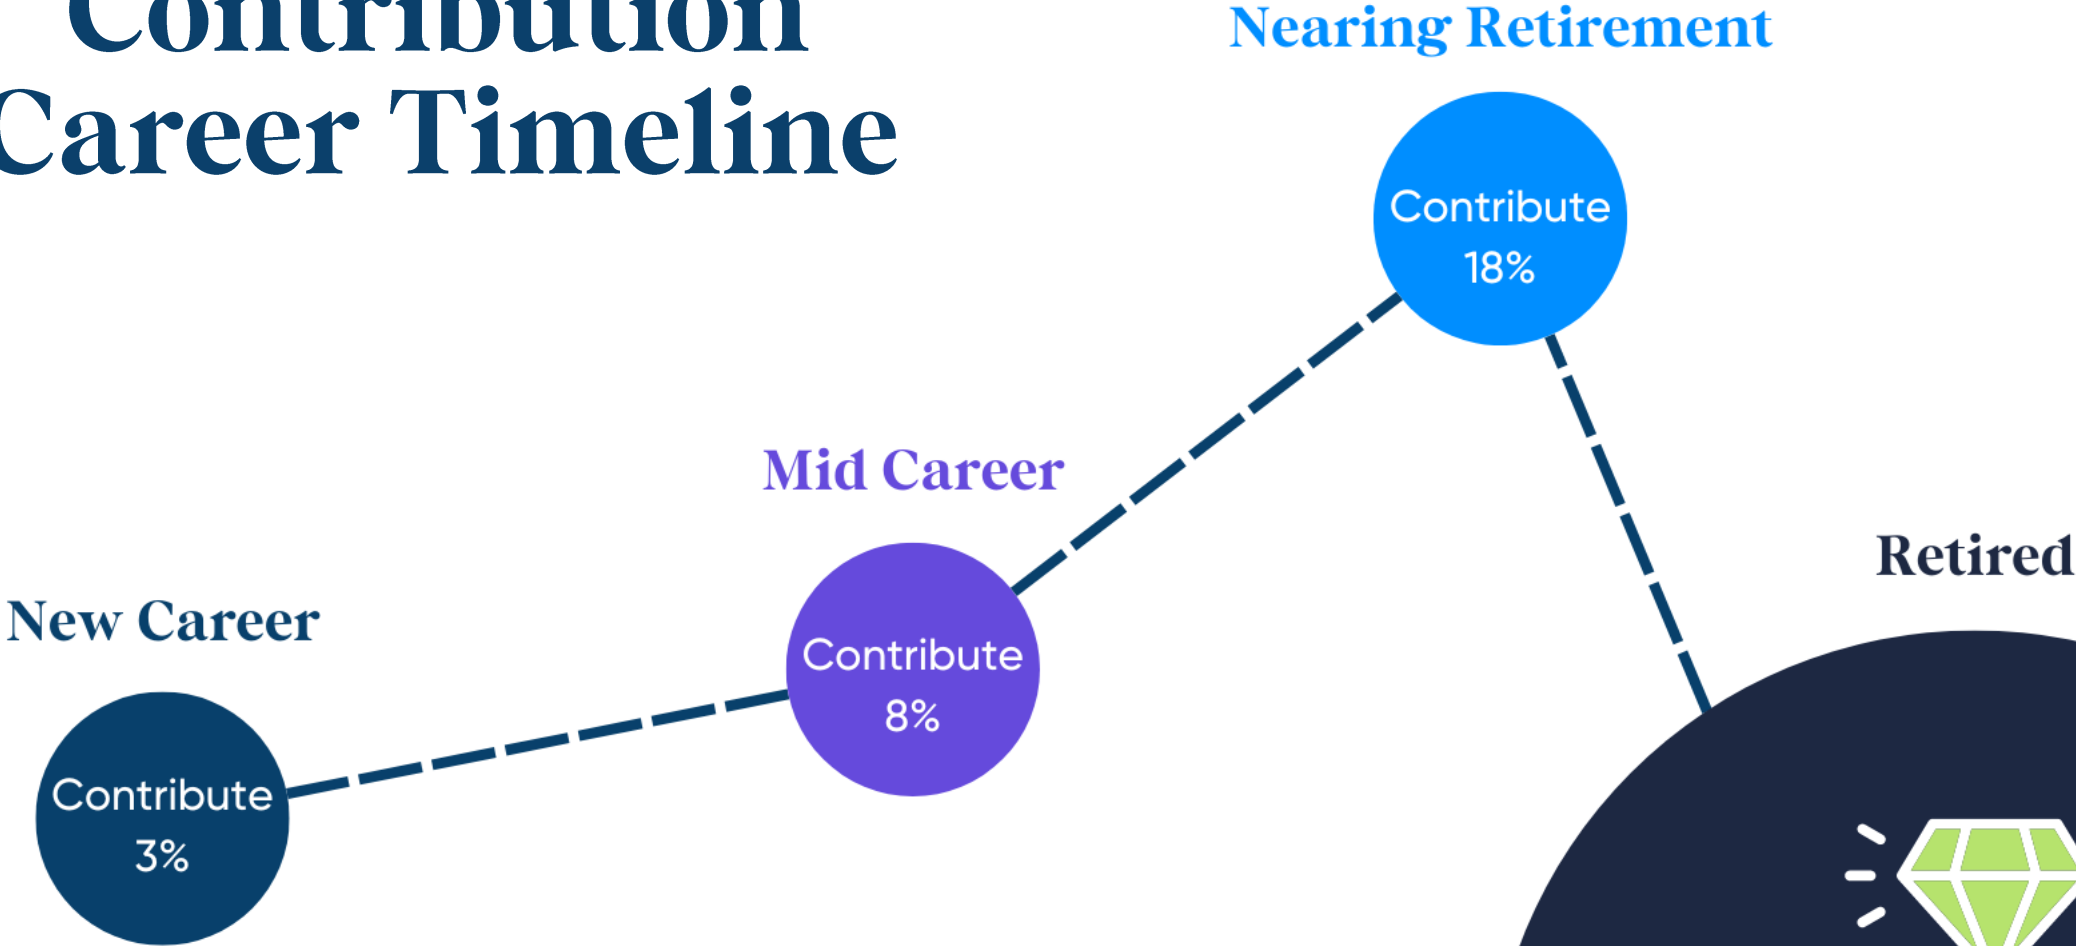 Contribution
Career Timeline
Nearing Retirement
Contribute
18%
Mid Career
Contribute
8%
New Career
Contribute
3%
Retired